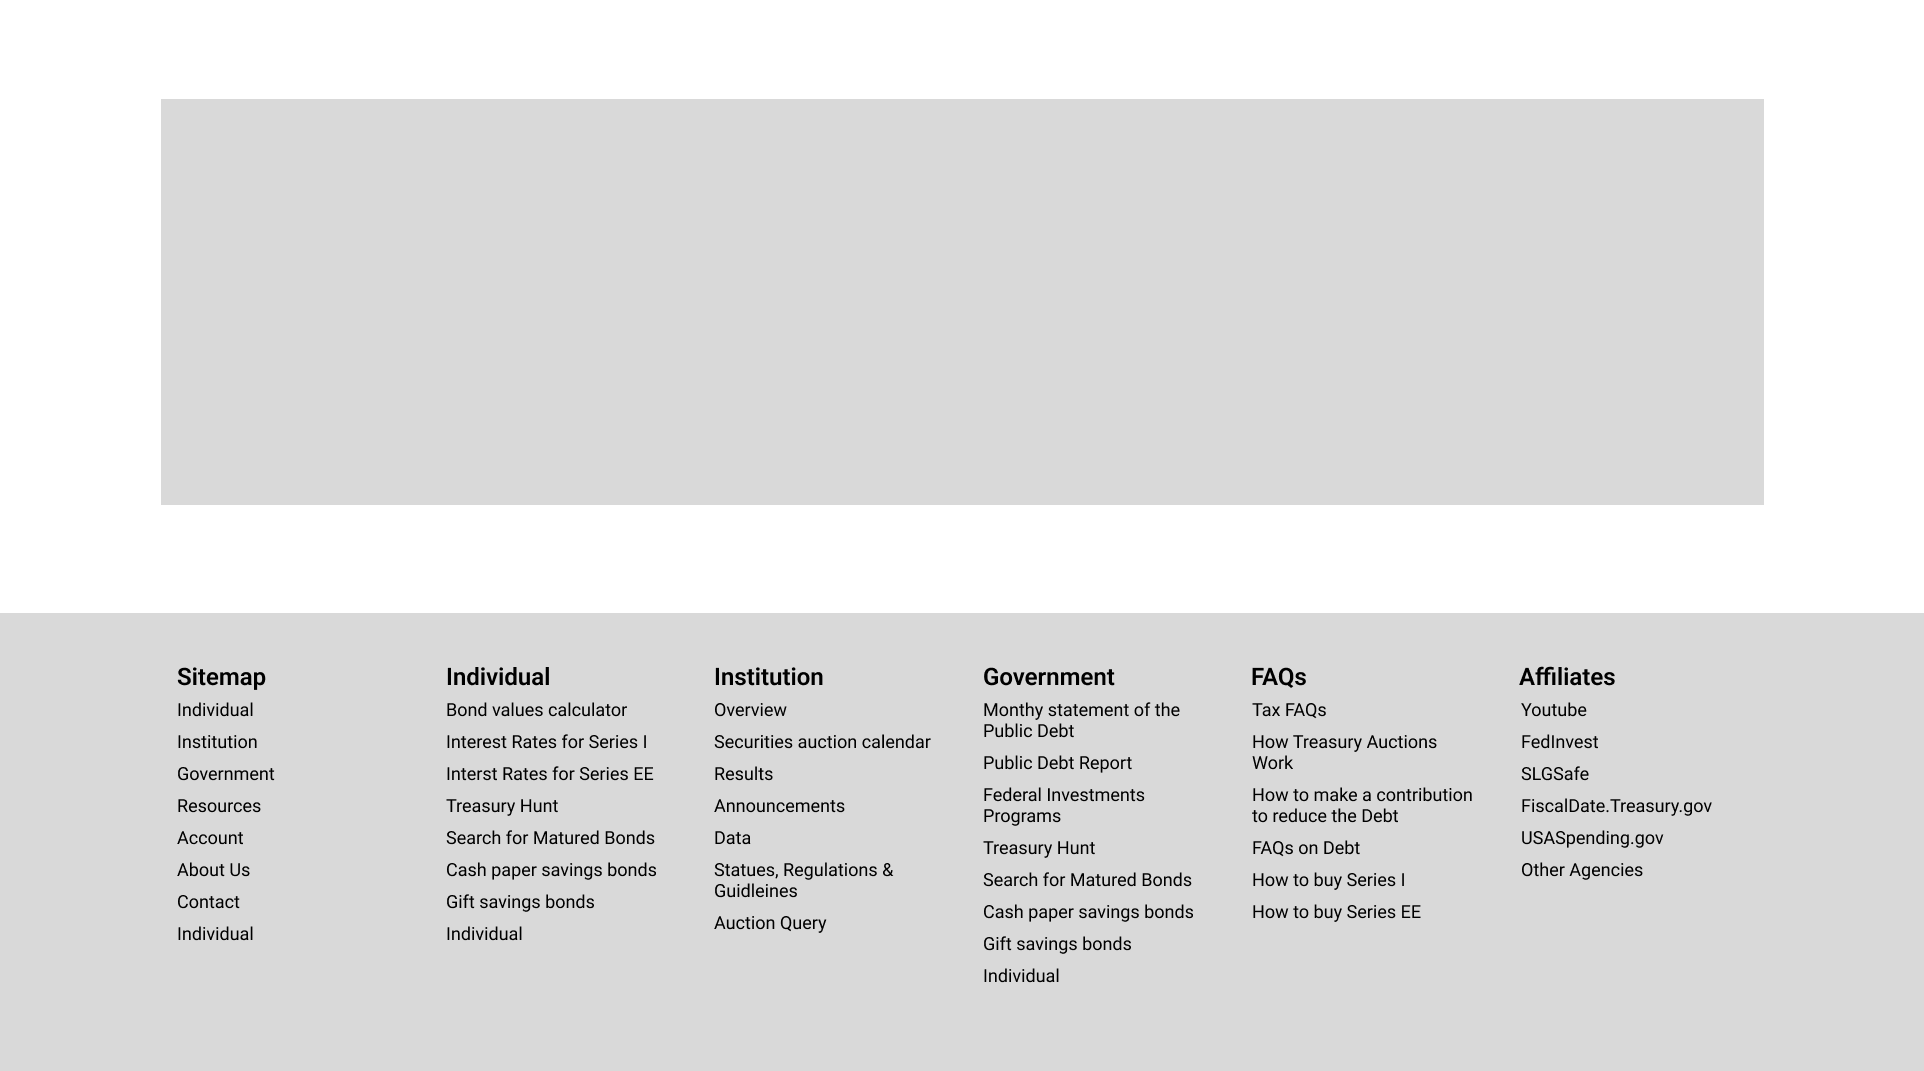 Sitemap
Individual
Institution
Government
Resources
Account
About Us
Contact
Individual
Individual
Bond values calculator
Interest Rates for Series I
Interst Rates for Series EE
Treasury Hunt
Search for Matured Bonds
Cash paper savings bonds
Gift savings bonds
Individual
Institution
Overview
Securities auction calendar
Results
Announcements
Data
Statues, Regulations &
Guidleines
Auction Query
Government
Monthy statement of the
Public Debt
Public Debt Report
Federal Investments
Programs
Treasury Hunt
Search for Matured Bonds
Cash paper savings bonds
Gift savings bonds
Individual
FAQs
Tax FAQs
How Treasury Auctions
Work
How to make a contribution
to reduce the Debt
FAQs on Debt
How to buy Series I
How to buy Series EE
Affiliates
Youtube
FedInvest
SLGSafe
FiscalDate.Treasury.gov
USASpending.gov
Other Agencies